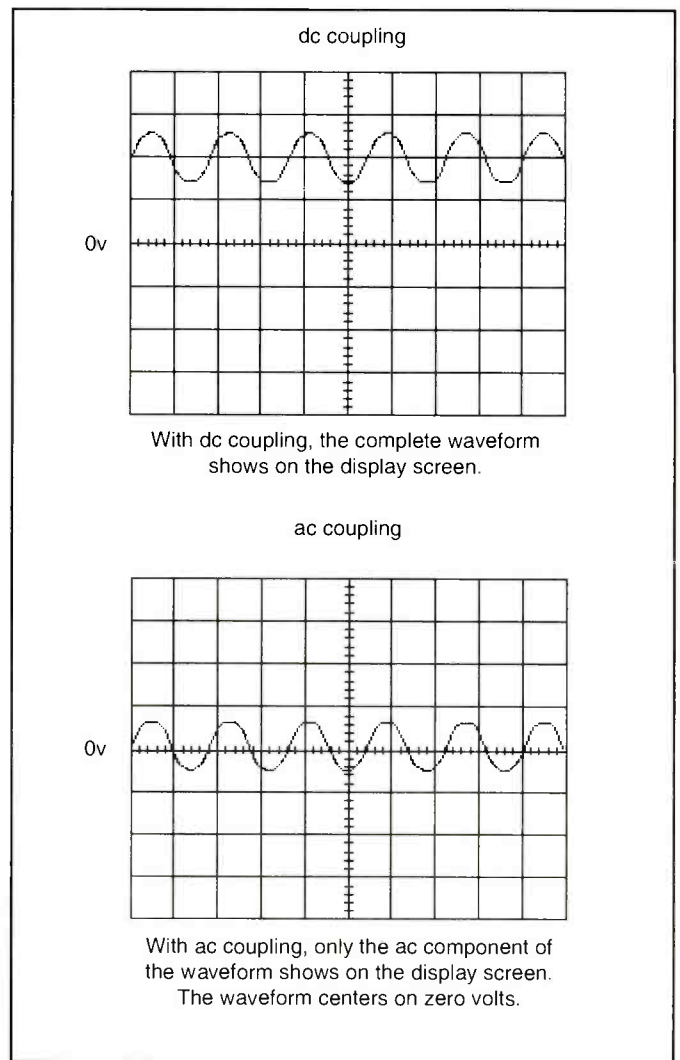 dc coupling
0v
With dc coupling, the complete waveform
shows on the display screen.
ac coupling
0v
With ac coupling, only the ac component of
the waveform shows on the display screen.
The waveform centers on zero volts.